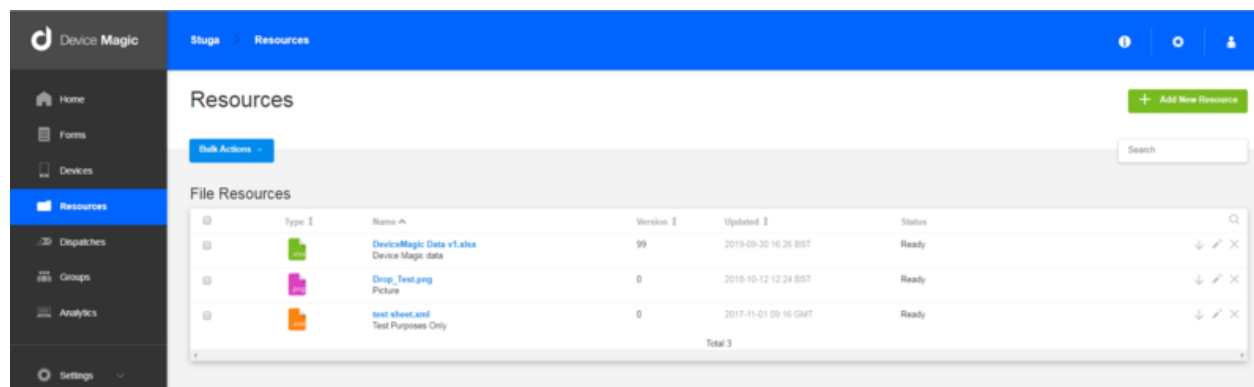 Device Magic
Stuga Resources
Home
Forms
Devices
Resources
Dispatches
Groups
Analytics
Settings
Resources
+ Add New Resource
Bulk Actions
Search
File Resources
Type Name Version Updated Status
.xlsx DeviceMagic Data v1.xlsx 99 2019-09-30 16:26 BST Ready
Device Magic data
.png Drop_Test.png 0 2018-10-12 12:24 BST Ready
Picture
.xml test sheet.xml 0 2017-11-01 09:16 GMT Ready
Test Purposes Only
Total 3